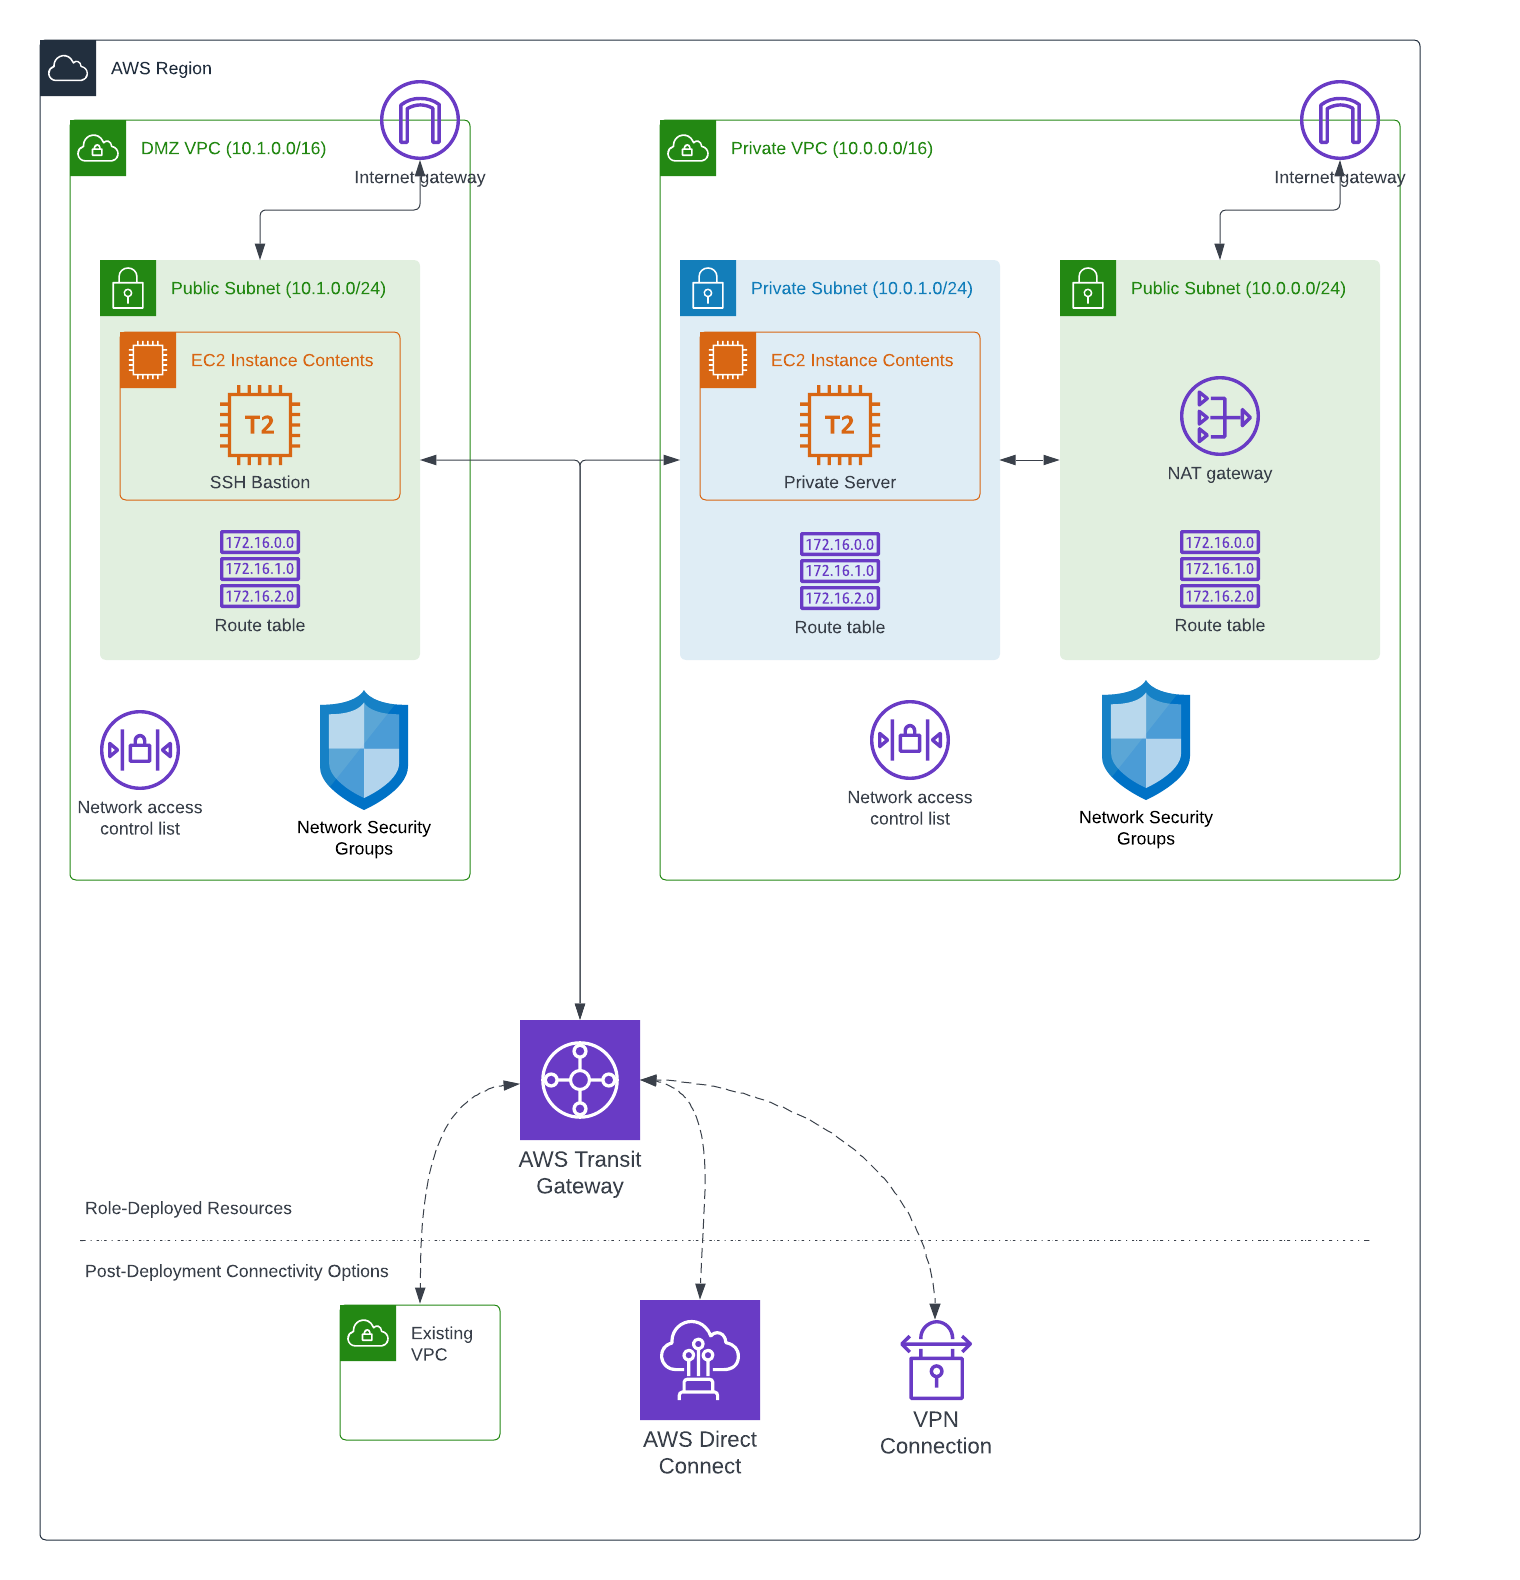 AWS Region
DMZ VPC (10.1.0.0/16)
Internet gateway
Public Subnet (10.1.0.0/24)
EC2 Instance Contents
T2
SSH Bastion
172.16.0.0
172.16.1.0
172.16.2.0
Route table
Network access
control list
Network Security
Groups
Private VPC (10.0.0.0/16)
Internet gateway
Private Subnet (10.0.1.0/24)
EC2 Instance Contents
T2
Private Server
172.16.0.0
172.16.1.0
172.16.2.0
Route table
Public Subnet (10.0.0.0/24)
NAT gateway
172.16.0.0
172.16.1.0
172.16.2.0
Route table
Network access
control list
Network Security
Groups
AWS Transit
Gateway
Role-Deployed Resources
Post-Deployment Connectivity Options
Existing
VPC
AWS Direct
Connect
VPN
Connection